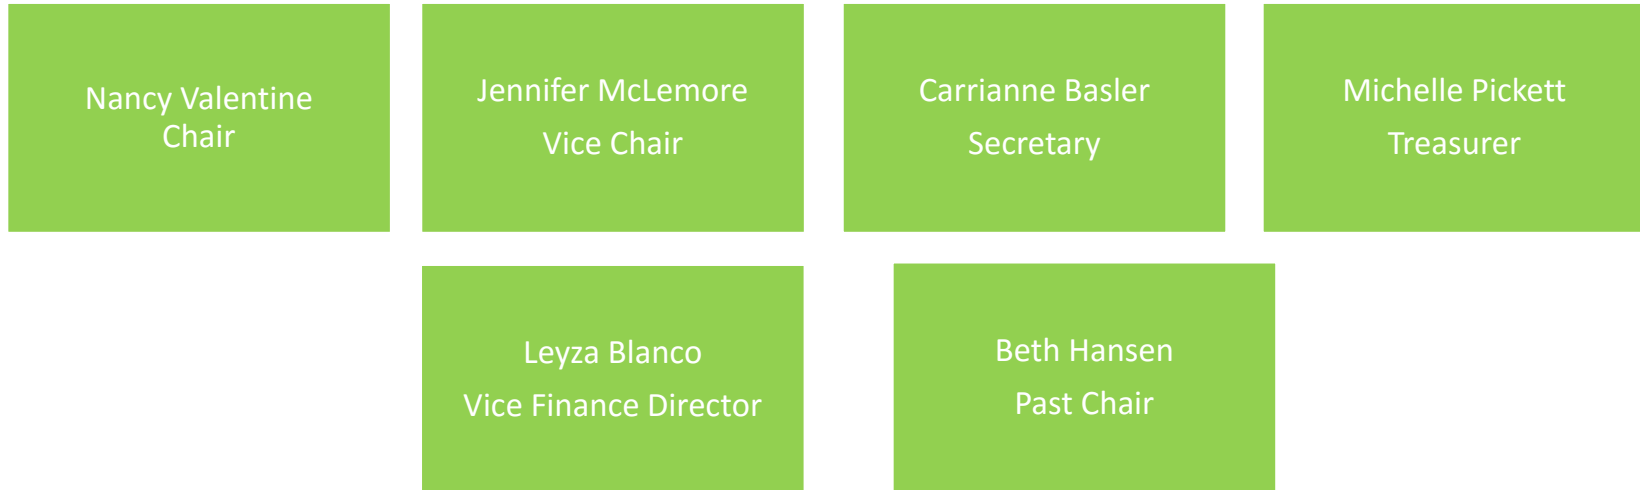 Nancy Valentine
Chair
Jennifer McLemore
Vice Chair
Carrianne Basler
Secretary
Michelle Pickett
Treasurer
Leyza Blanco
Vice Finance Director
Beth Hansen
Past Chair